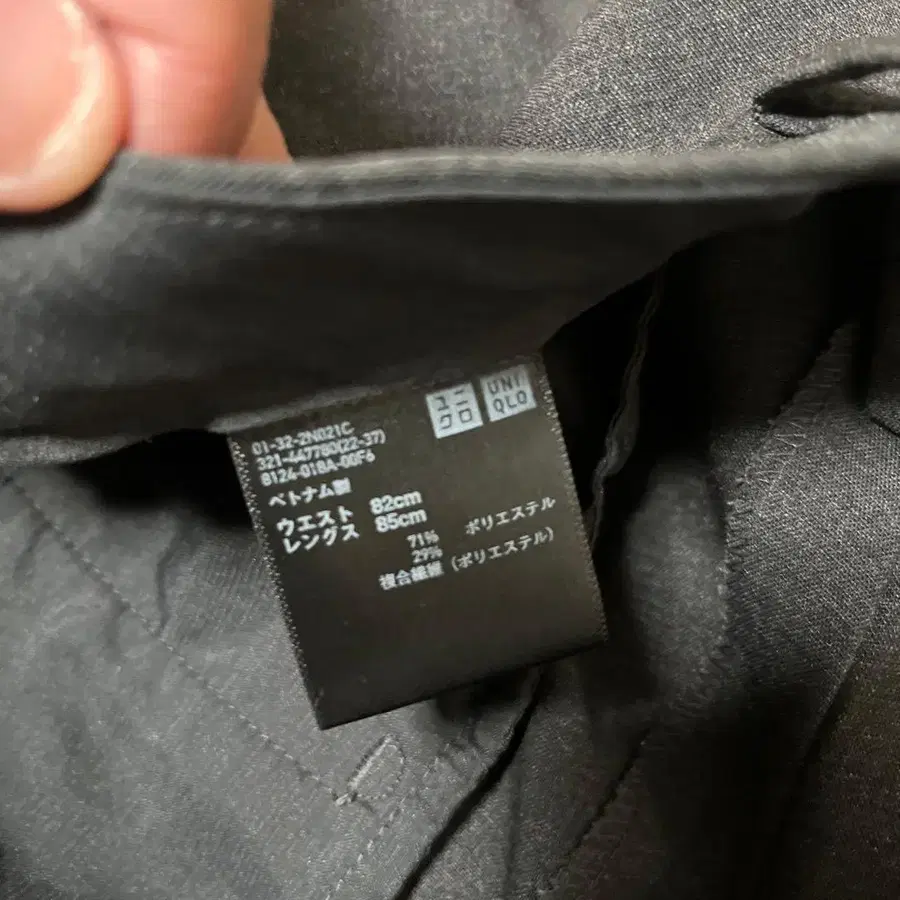 ユニクロ
UNIQLO
01-32-2N021C
321-447780(22-37)
8124-018A-00F6
ベトナム製
ウエスト 82cm
レングス 85cm
71% ポリエステル
29%
複合繊維(ポリエステル)